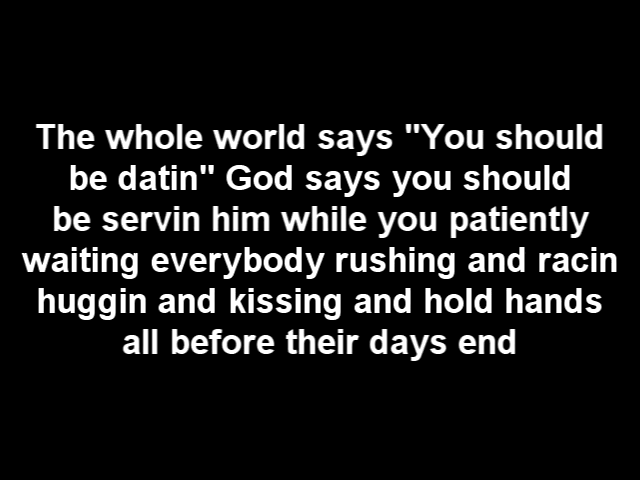 The whole world says "You should
be datin" God says you should
be servin him while you patiently
waiting everybody rushing and racin
huggin and kissing and hold hands
all before their days end